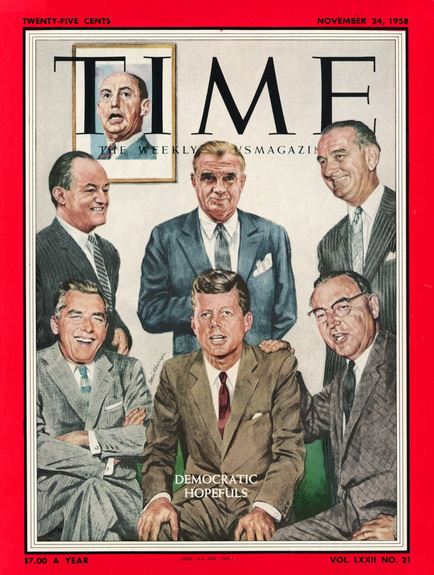 TWENTY-FIVE CENTS
NOVEMBER 24, 1958
TIME
THE WEEKLY NEWSMAGAZINE
DEMOCRATIC
HOPEFULS
$7.00 A YEAR
VOL. LXXII NO. 21